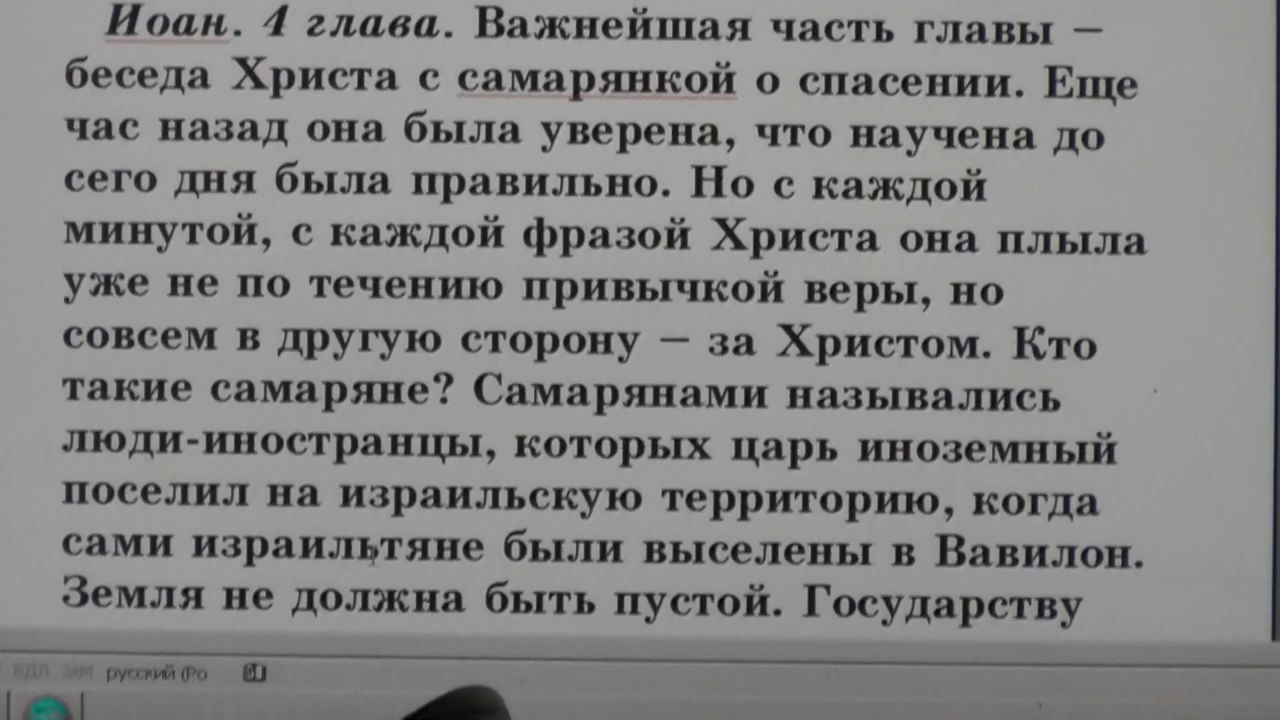 Иоан. 4 глава. Важнейшая часть главы –
беседа Христа с самарянкой о спасении. Еще
час назад она была уверена, что научена до
сего дня была правильно. Но с каждой
минутой, с каждой фразой Христа она плыла
уже не по течению привычкой веры, но
совсем в другую сторону – за Христом. Кто
такие самаряне? Самарянами назывались
люди-иностранцы, которых царь иноземный
поселил на израильскую территорию, когда
сами израильтяне были выселены в Вавилон.
Земля не должна быть пустой. Государству
ВДЛ ЗАМ русский (Ро